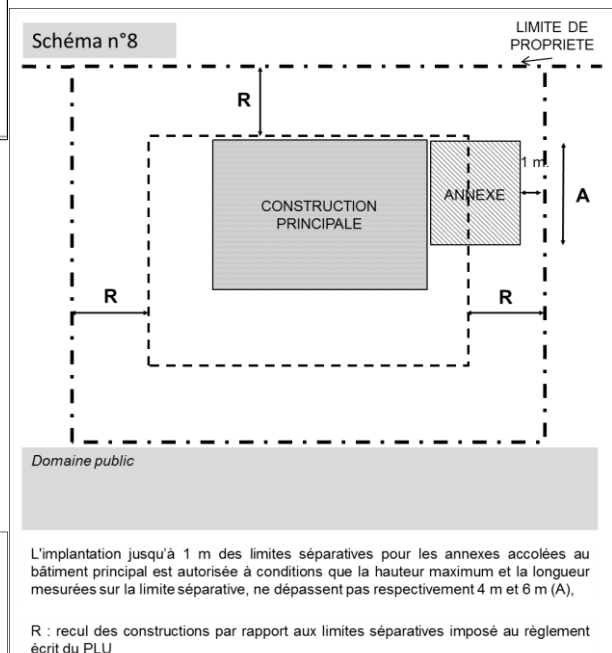 Schéma n°8
LIMITE DE
PROPRIETE
R
1 m.
CONSTRUCTION
PRINCIPALE
ANNEXE
A
R
R
Domaine public
L'implantation jusqu'à 1 m des limites séparatives pour les annexes accolées au
bâtiment principal est autorisée à conditions que la hauteur maximum et la longueur
mesurées sur la limite séparative, ne dépassent pas respectivement 4 m et 6 m (A),
R : recul des constructions par rapport aux limites séparatives imposé au règlement
écrit du PLU